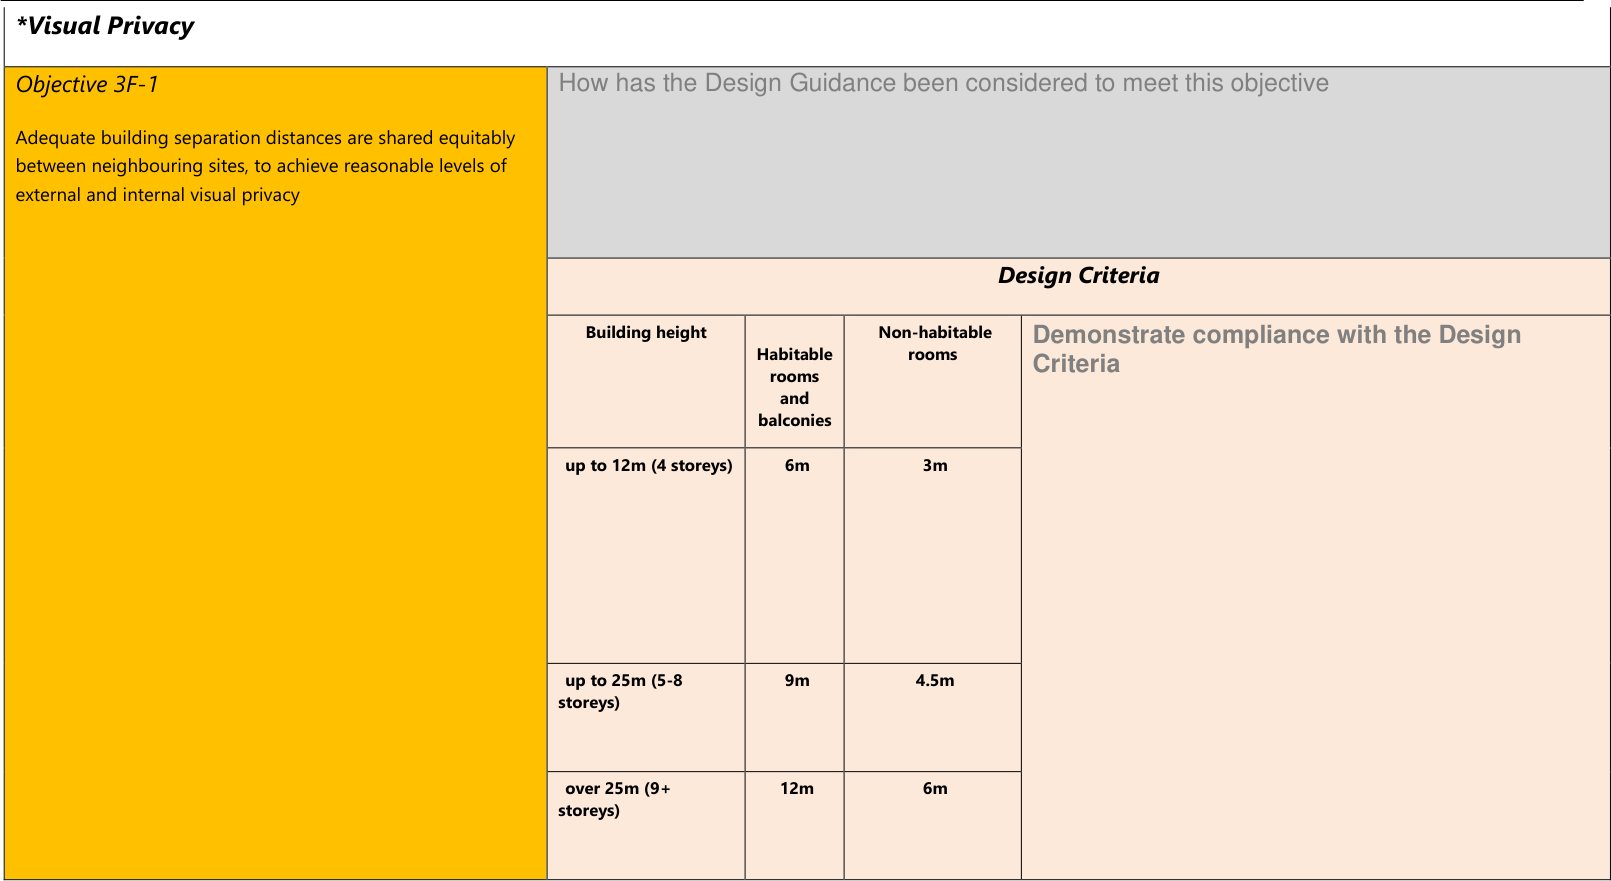 *Visual Privacy
Objective 3F-1
Adequate building separation distances are shared equitably
between neighbouring sites, to achieve reasonable levels of
external and internal visual privacy
How has the Design Guidance been considered to meet this objective
Design Criteria
Building height
Habitable
rooms
and
balconies
Non-habitable
rooms
Demonstrate compliance with the Design
Criteria
up to 12m (4 storeys)
6m
3m
up to 25m (5-8
storeys)
9m
4.5m
over 25m (9+
storeys)
12m
6m